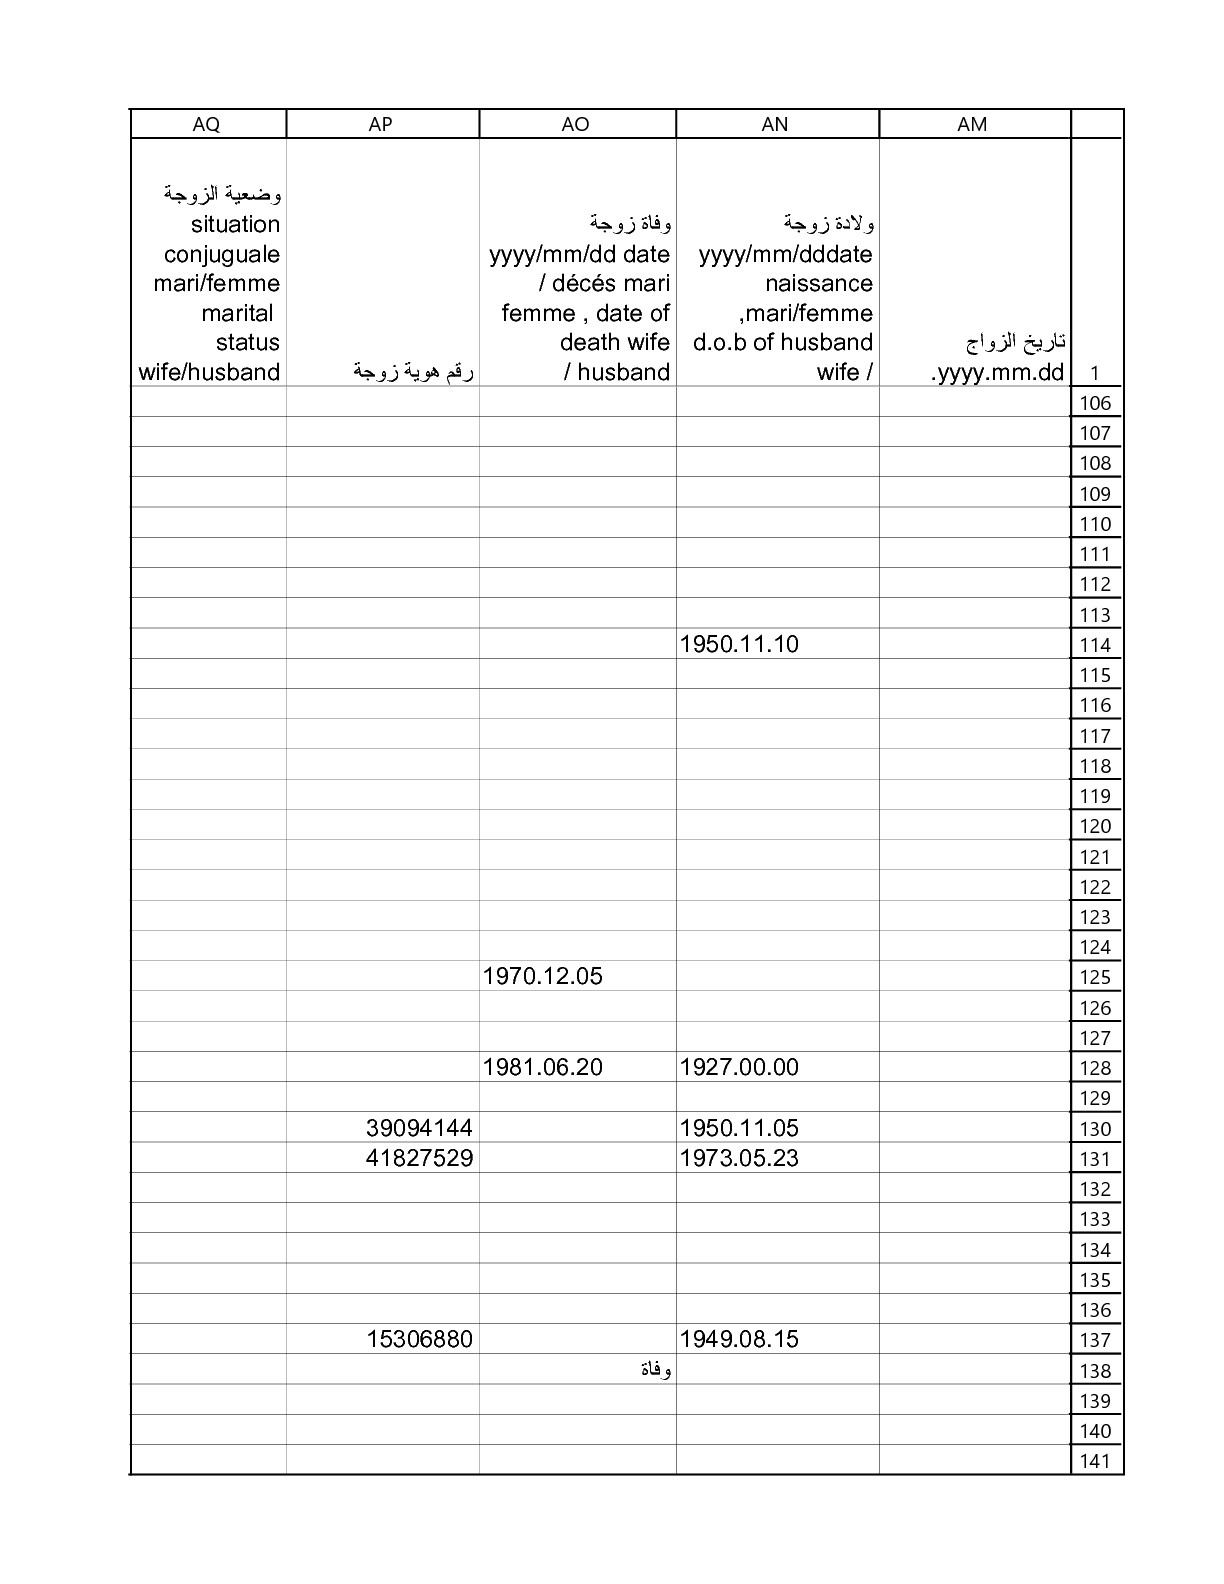 AM AN AO AP AQ
1
تاريخ الزواج
yyyy.mm.dd.
ولادة زوجة
yyyy/mm/dddate
naissance
mari/femme,
d.o.b of husband
/ wife
وفاة زوجة
yyyy/mm/dd date
décés mari /
femme , date of
death wife
husband /
رقم هوية زوجة
وضعية الزوجة
situation
conjuguale
mari/femme
marital
status
wife/husband
106
107
108
109
110
111
112
113
114 1950.11.10
115
116
117
118
119
120
121
122
123
124
125 1970.12.05
126
127
128 1927.00.00 1981.06.20
129
130 1950.11.05 39094144
131 1973.05.23 41827529
132
133
134
135
136
137 1949.08.15 15306880
138 وفاة
139
140
141